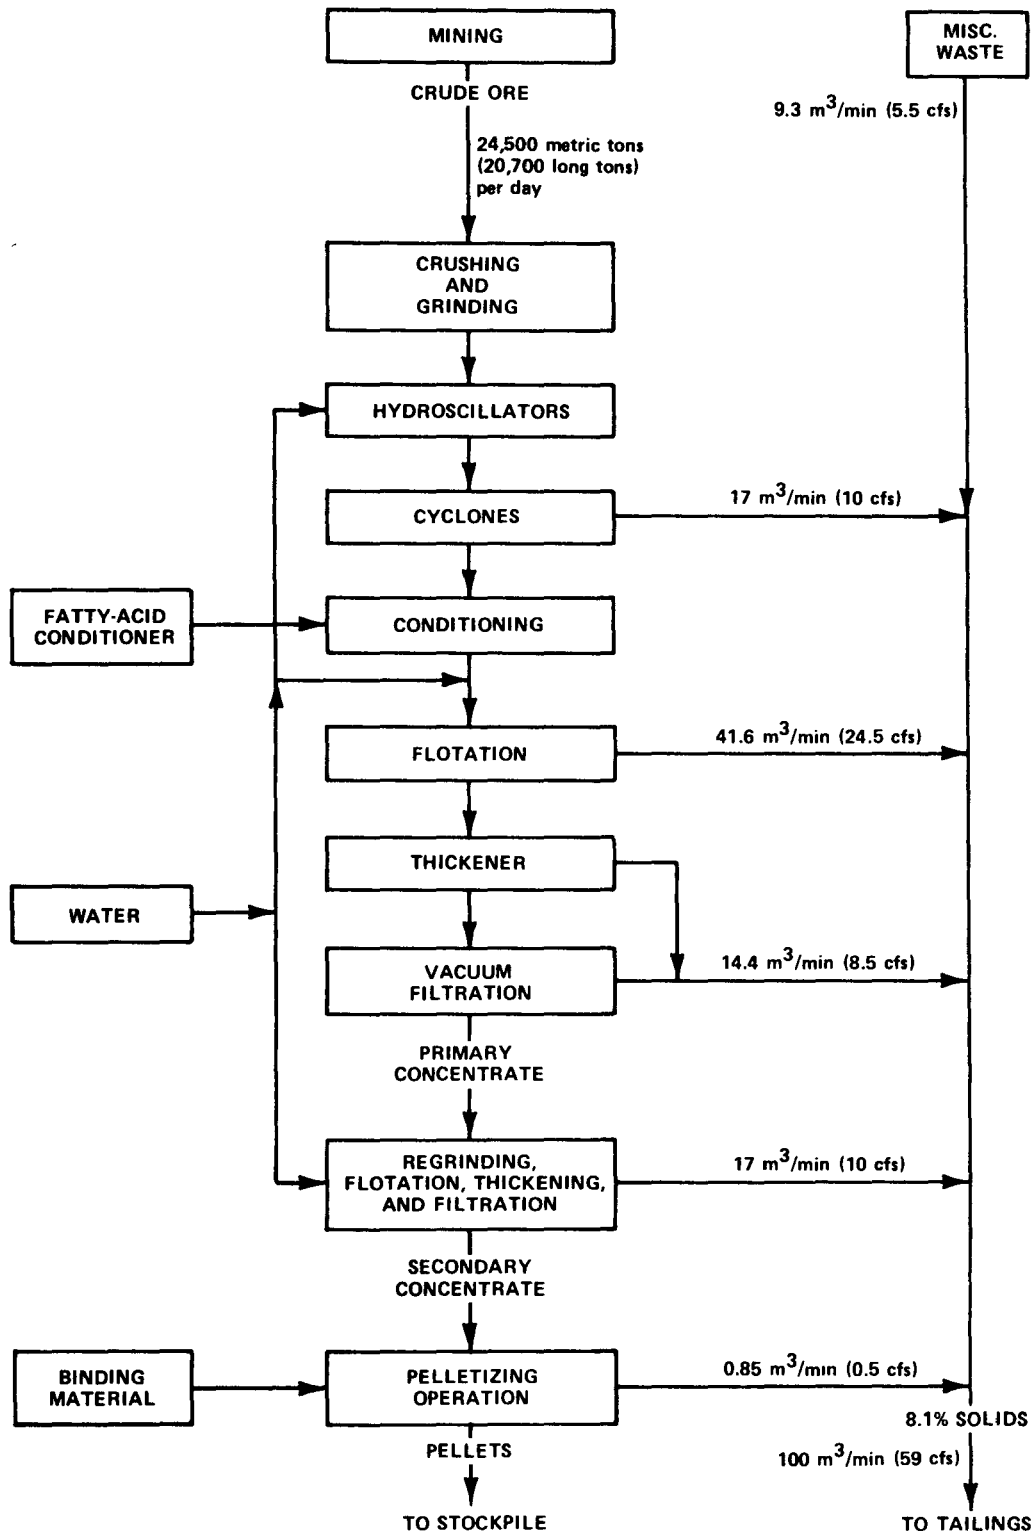 MINING
MISC.
WASTE
CRUDE ORE
9.3 m³/min (5.5 cfs)
24,500 metric tons
(20,700 long tons)
per day
CRUSHING
AND
GRINDING
HYDROSCILLATORS
CYCLONES
17 m³/min (10 cfs)
FATTY-ACID
CONDITIONER
CONDITIONING
FLOTATION
41.6 m³/min (24.5 cfs)
THICKENER
WATER
VACUUM
FILTRATION
14.4 m³/min (8.5 cfs)
PRIMARY
CONCENTRATE
REGRINDING,
FLOTATION, THICKENING,
AND FILTRATION
17 m³/min (10 cfs)
SECONDARY
CONCENTRATE
BINDING
MATERIAL
PELLETIZING
OPERATION
0.85 m³/min (0.5 cfs)
8.1% SOLIDS
PELLETS
100 m³/min (59 cfs)
TO STOCKPILE
TO TAILINGS